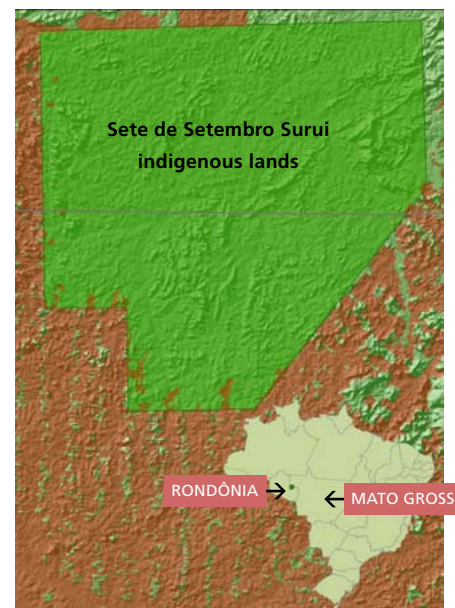 Sete de Setembro Surui
indigenous lands
RONDÔNIA
MATO GROSS